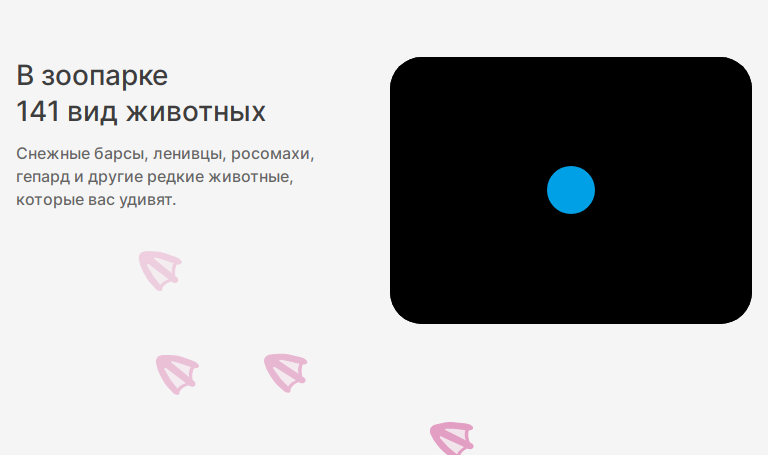 В зоопарке
141 вид животных
Снежные барсы, ленивцы, росомахи,
гепард и другие редкие животные,
которые вас удивят.